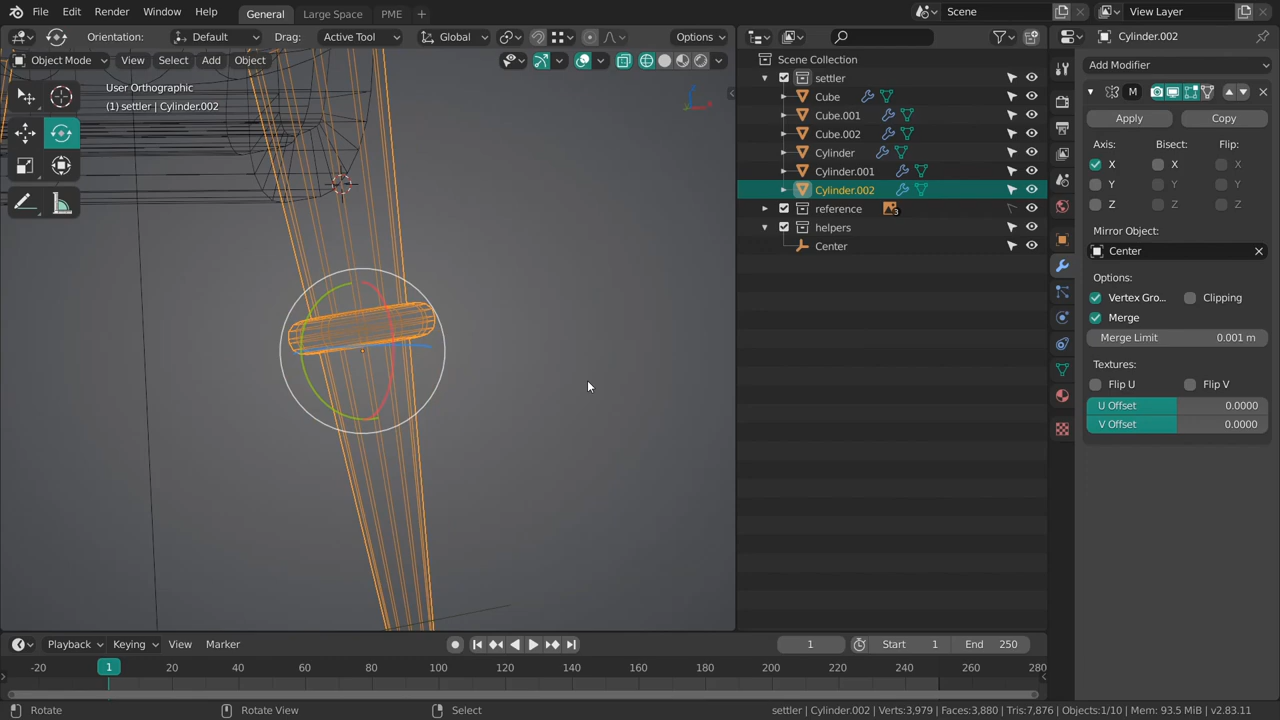 File Edit Render Window Help General Large Space PME + Scene View Layer
Orientation: Default Drag: Active Tool Global Options Cylinder.002
Object Mode View Select Add Object
User Orthographic
(1) settler | Cylinder.002
Scene Collection
settler
Cube
Cube.001
Cube.002
Cylinder
Cylinder.001
Cylinder.002
reference 3
helpers
Center
Add Modifier
M
Apply Copy
Axis: Bisect: Flip:
X X X
Y Y Y
Z Z Z
Mirror Object:
Center
Options:
Vertex Gro... Clipping
Merge
Merge Limit 0.001 m
Textures:
Flip U Flip V
U Offset 0.0000
V Offset 0.0000
Playback Keying View Marker 1 Start 1 End 250
-20 1 20 40 60 80 100 120 140 160 180 200 220 240 260 280
Rotate Rotate View Select settler | Cylinder.002 | Verts:3,979 | Faces:3,880 | Tris:7,876 | Objects:1/10 | Mem: 93.5 MiB | v2.83.11